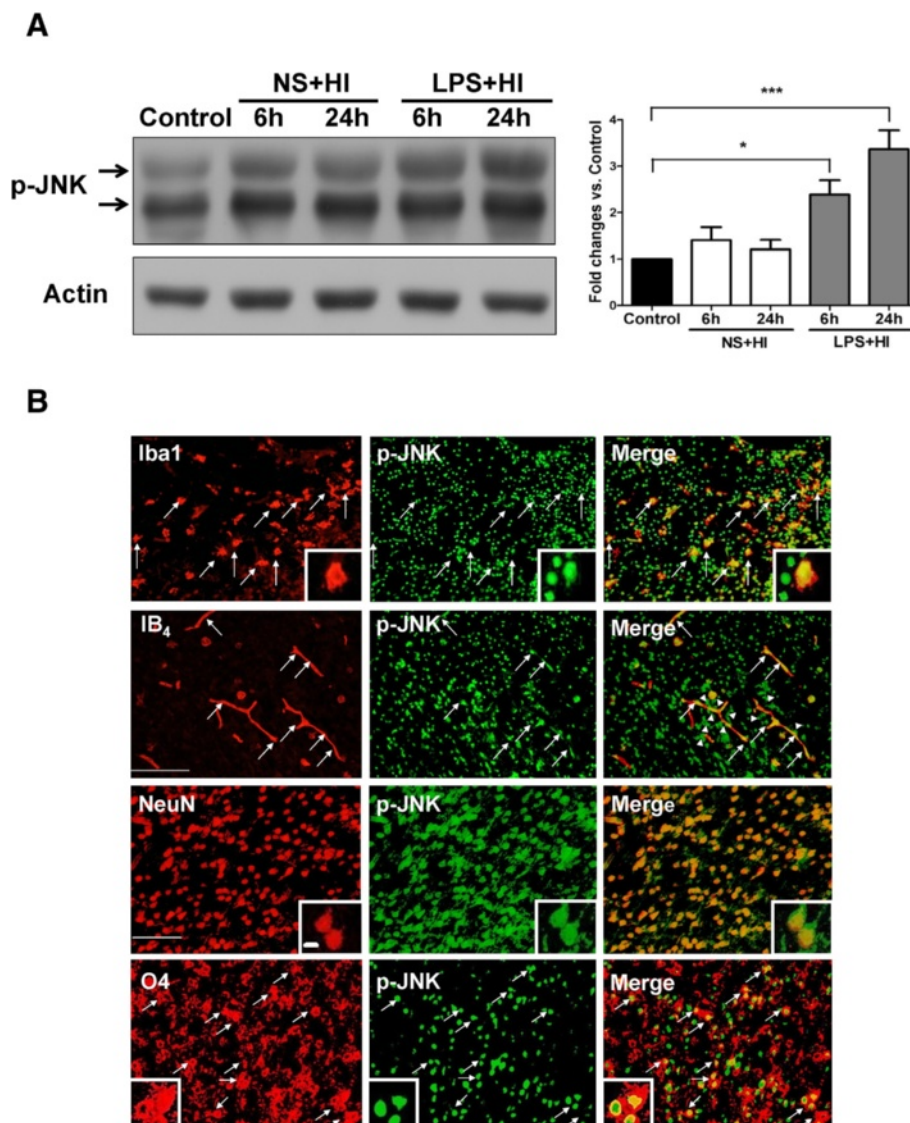 A
NS+HI LPS+HI
Control 6h 24h 6h 24h
p-JNK
Actin
Fold changes vs. Control
4
3
2
1
0
***
*
Control 6h 24h 6h 24h
NS+HI LPS+HI
B
Iba1 p-JNK Merge
IB₄ p-JNK Merge
NeuN p-JNK Merge
O4 p-JNK Merge